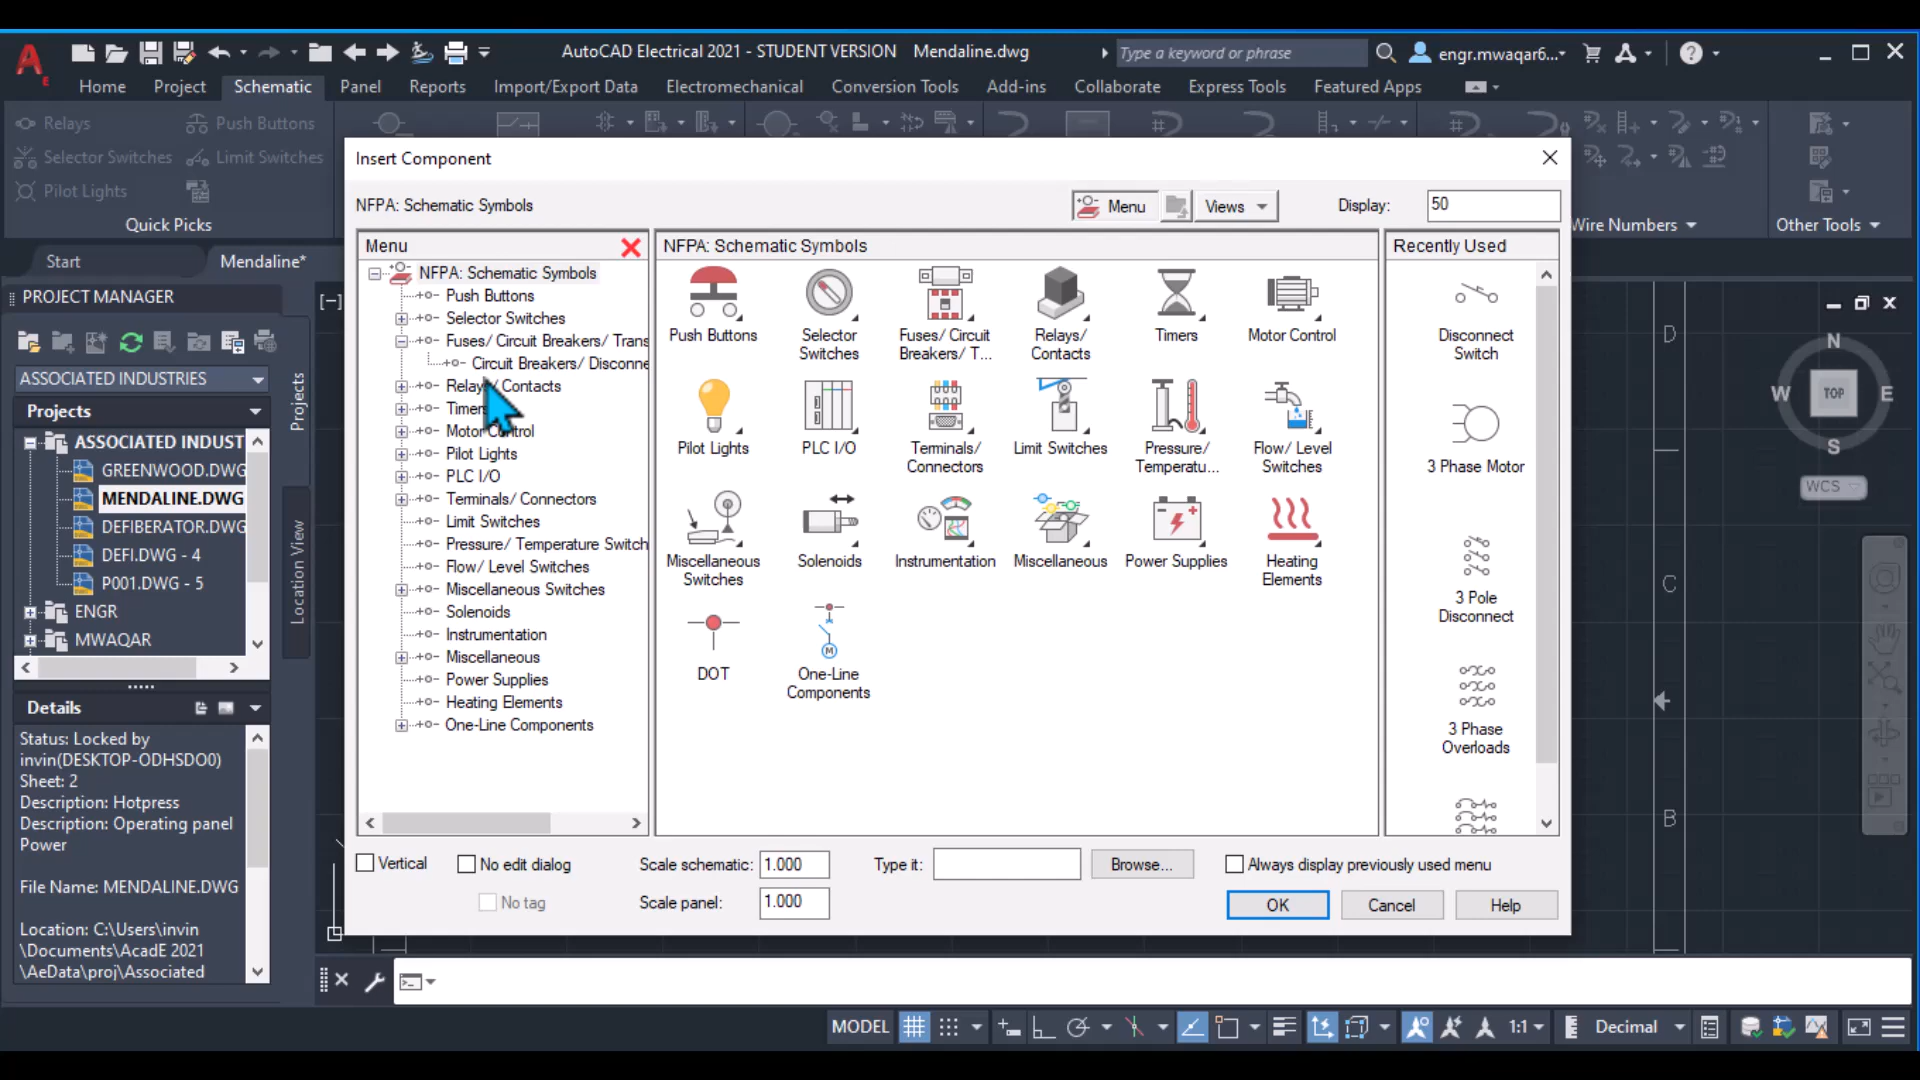 AutoCAD Electrical 2021 - STUDENT VERSION Mendaline.dwg
Type a keyword or phrase
engr.mwaqar6...
Home Project Schematic Panel Reports Import/Export Data Electromechanical Conversion Tools Add-ins Collaborate Express Tools Featured Apps
Relays Push Buttons
Selector Switches Limit Switches
Pilot Lights
Quick Picks
Wire Numbers
Other Tools
Start Mendaline*
PROJECT MANAGER
ASSOCIATED INDUSTRIES
Projects
ASSOCIATED INDUST
GREENWOOD.DWG
MENDALINE.DWG
DEFIBERATOR.DWG
DEFI.DWG - 4
P001.DWG - 5
ENGR
MWAQAR
Projects
Location View
Details
Status: Locked by
invin(DESKTOP-ODHSDO0)
Sheet: 2
Description: Hotpress
Description: Operating panel
Power
File Name: MENDALINE.DWG
Location: C:\Users\invin
\Documents\AcadE 2021
\AeData\proj\Associated
[−]
Insert Component
NFPA: Schematic Symbols
Menu
Views
Display:
50
Menu
NFPA: Schematic Symbols
Push Buttons
Selector Switches
Fuses/ Circuit Breakers/ Trans
Circuit Breakers/ Disconne
Relays/ Contacts
Timers
Motor Control
Pilot Lights
PLC I/O
Terminals/ Connectors
Limit Switches
Pressure/ Temperature Switch
Flow/ Level Switches
Miscellaneous Switches
Solenoids
Instrumentation
Miscellaneous
Power Supplies
Heating Elements
One-Line Components
NFPA: Schematic Symbols
Push Buttons
Selector
Switches
Fuses/ Circuit
Breakers/ T...
Relays/
Contacts
Timers
Motor Control
Pilot Lights
PLC I/O
Terminals/
Connectors
Limit Switches
Pressure/
Temperatu...
Flow/ Level
Switches
Miscellaneous
Switches
Solenoids
Instrumentation
Miscellaneous
Power Supplies
Heating
Elements
DOT
One-Line
Components
Recently Used
Disconnect
Switch
3 Phase Motor
3 Pole
Disconnect
3 Phase
Overloads
Vertical
No edit dialog
No tag
Scale schematic: 1.000
Scale panel: 1.000
Type it:
Browse...
Always display previously used menu
OK
Cancel
Help
D
C
B
N
W TOP E
S
WCS
MODEL
1:1
Decimal